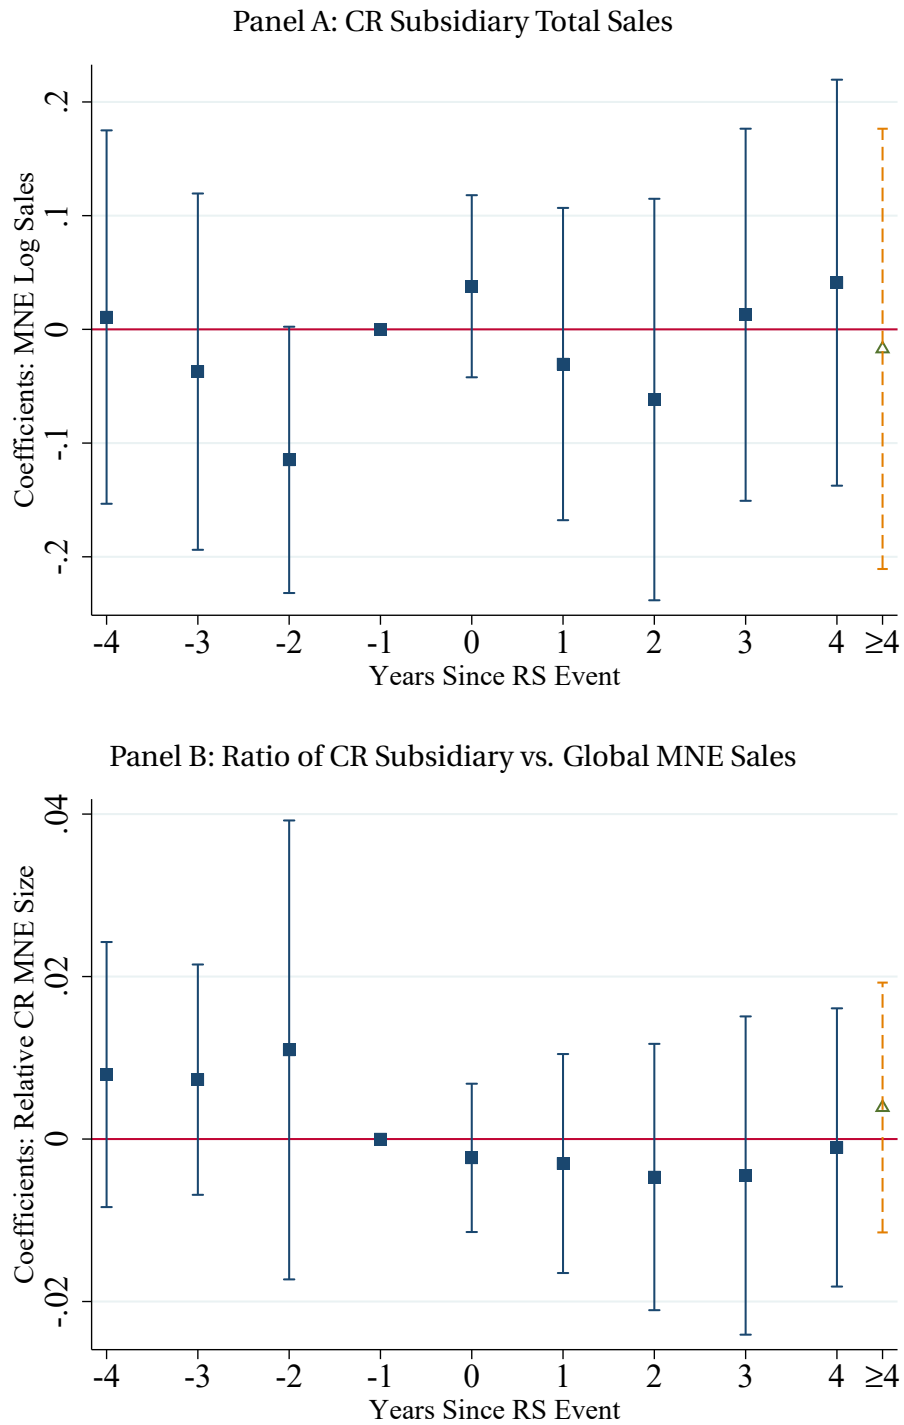 Panel A: CR Subsidiary Total Sales
Coefficients: MNE Log Sales
.2
.1
0
-.1
-.2
-4 -3 -2 -1 0 1 2 3 4 ≥4
Years Since RS Event
Panel B: Ratio of CR Subsidiary vs. Global MNE Sales
Coefficients: Relative CR MNE Size
.04
.02
0
-.02
-4 -3 -2 -1 0 1 2 3 4 ≥4
Years Since RS Event